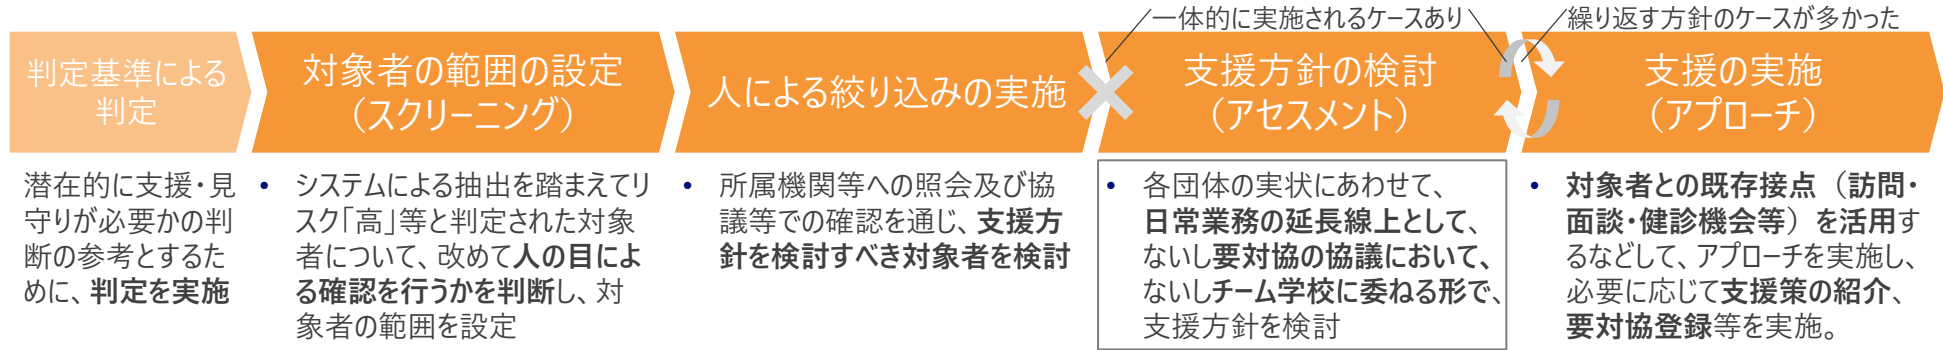 一体的に実施されるケースあり
繰り返す方針のケースが多かった
判定基準による
判定
対象者の範囲の設定
（スクリーニング）
人による絞り込みの実施
支援方針の検討
（アセスメント）
支援の実施
（アプローチ）
潜在的に支援・見
守りが必要かの判
断の参考とするた
めに、判定を実施
• システムによる抽出を踏まえてリ
スク「高」等と判定された対象
者について、改めて人の目によ
る確認を行うかを判断し、対
象者の範囲を設定
• 所属機関等への照会及び協
議等での確認を通じ、支援方
針を検討すべき対象者を検討
• 各団体の実状にあわせて、
日常業務の延長線上として、
ないし要対協の協議において、
ないしチーム学校に委ねる形で、
支援方針を検討
• 対象者との既存接点（訪問・
面談・健診機会等）を活用す
るなどして、アプローチを実施し、
必要に応じて支援策の紹介、
要対協登録等を実施。